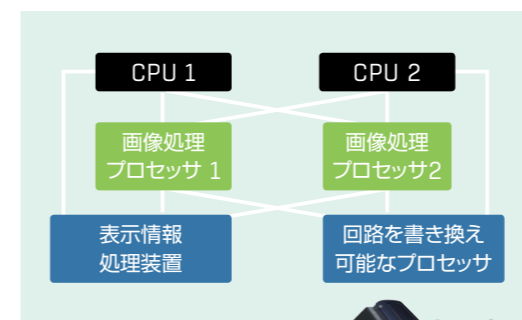 CPU 1
CPU 2
画像処理
プロセッサ 1
画像処理
プロセッサ2
表示情報
処理装置
回路を書き換え
可能なプロセッサ